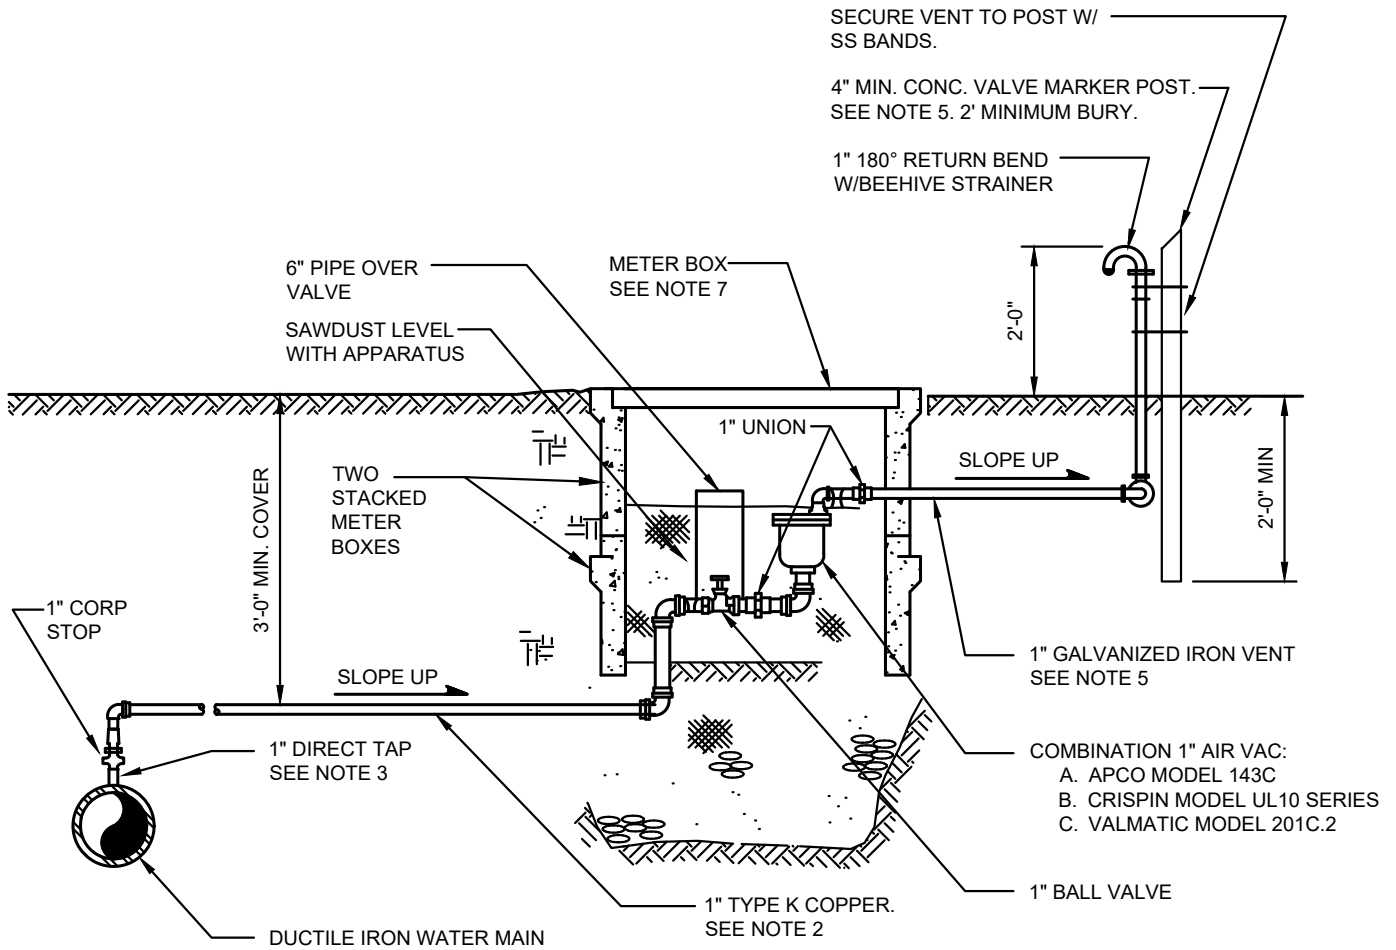 SECURE VENT TO POST W/
SS BANDS.
4" MIN. CONC. VALVE MARKER POST.
SEE NOTE 5. 2' MINIMUM BURY.
1" 180° RETURN BEND
W/BEEHIVE STRAINER
6" PIPE OVER
VALVE
METER BOX
SEE NOTE 7
SAWDUST LEVEL
WITH APPARATUS
2'-0"
1" UNION
SLOPE UP
TWO
STACKED
METER
BOXES
3'-0" MIN. COVER
2'-0" MIN
1" CORP
STOP
SLOPE UP
1" GALVANIZED IRON VENT
SEE NOTE 5
1" DIRECT TAP
SEE NOTE 3
COMBINATION 1" AIR VAC:
A. APCO MODEL 143C
B. CRISPIN MODEL UL10 SERIES
C. VALMATIC MODEL 201C.2
1" BALL VALVE
1" TYPE K COPPER.
SEE NOTE 2
DUCTILE IRON WATER MAIN